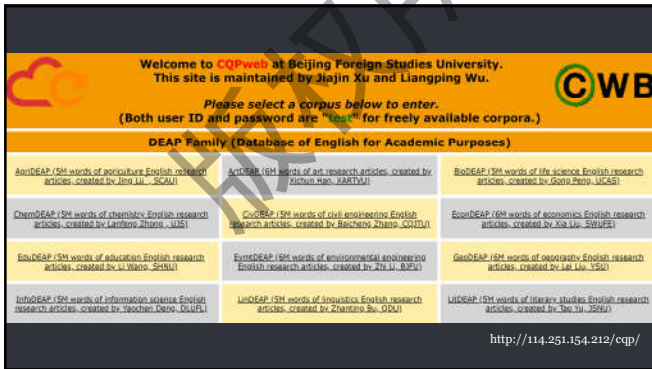 Welcome to CQPweb at Beijing Foreign Studies University.
This site is maintained by Jiajin Xu and Liangping Wu.
Please select a corpus below to enter.
(Both user ID and password are "test" for freely available corpora.)
CWB
DEAP Family (Database of English for Academic Purposes)
AgriDEAP (5M words of agriculture English research
articles, created by Jing Lu , SCAU)
ArtDEAP (6M words of art research articles, created by
Yichun Han, XARTVU)
BioDEAP (5M words of life science English research
articles, created by Gong Peng, UCAS)
ChemDEAP (5M words of chemistry English research
articles, created by Lanfeng Zhong , UJS)
CivDEAP (5M words of civil engineering English
research articles, created by Baicheng Zhang, CQJTU)
EconDEAP (6M words of economics English research
articles, created by Xia Liu, SWUFE)
EduDEAP (5M words of education English research
articles, created by Li Wang, SHNU)
EvmtDEAP (6M words of environmental engineering
English research articles, created by Zhi Li, BJFU)
GeoDEAP (5M words of geography English research
articles, created by Lei Liu, YSU)
InfoDEAP (5M words of information science English
research articles, created by Yaochen Deng, DLUFL)
LinDEAP (5M words of linguistics English research
articles, created by Zhanting Bu, QDU)
LitDEAP (5M words of literary studies English research
articles, created by Tao Yu, JSNU)
http://114.251.154.212/cqp/